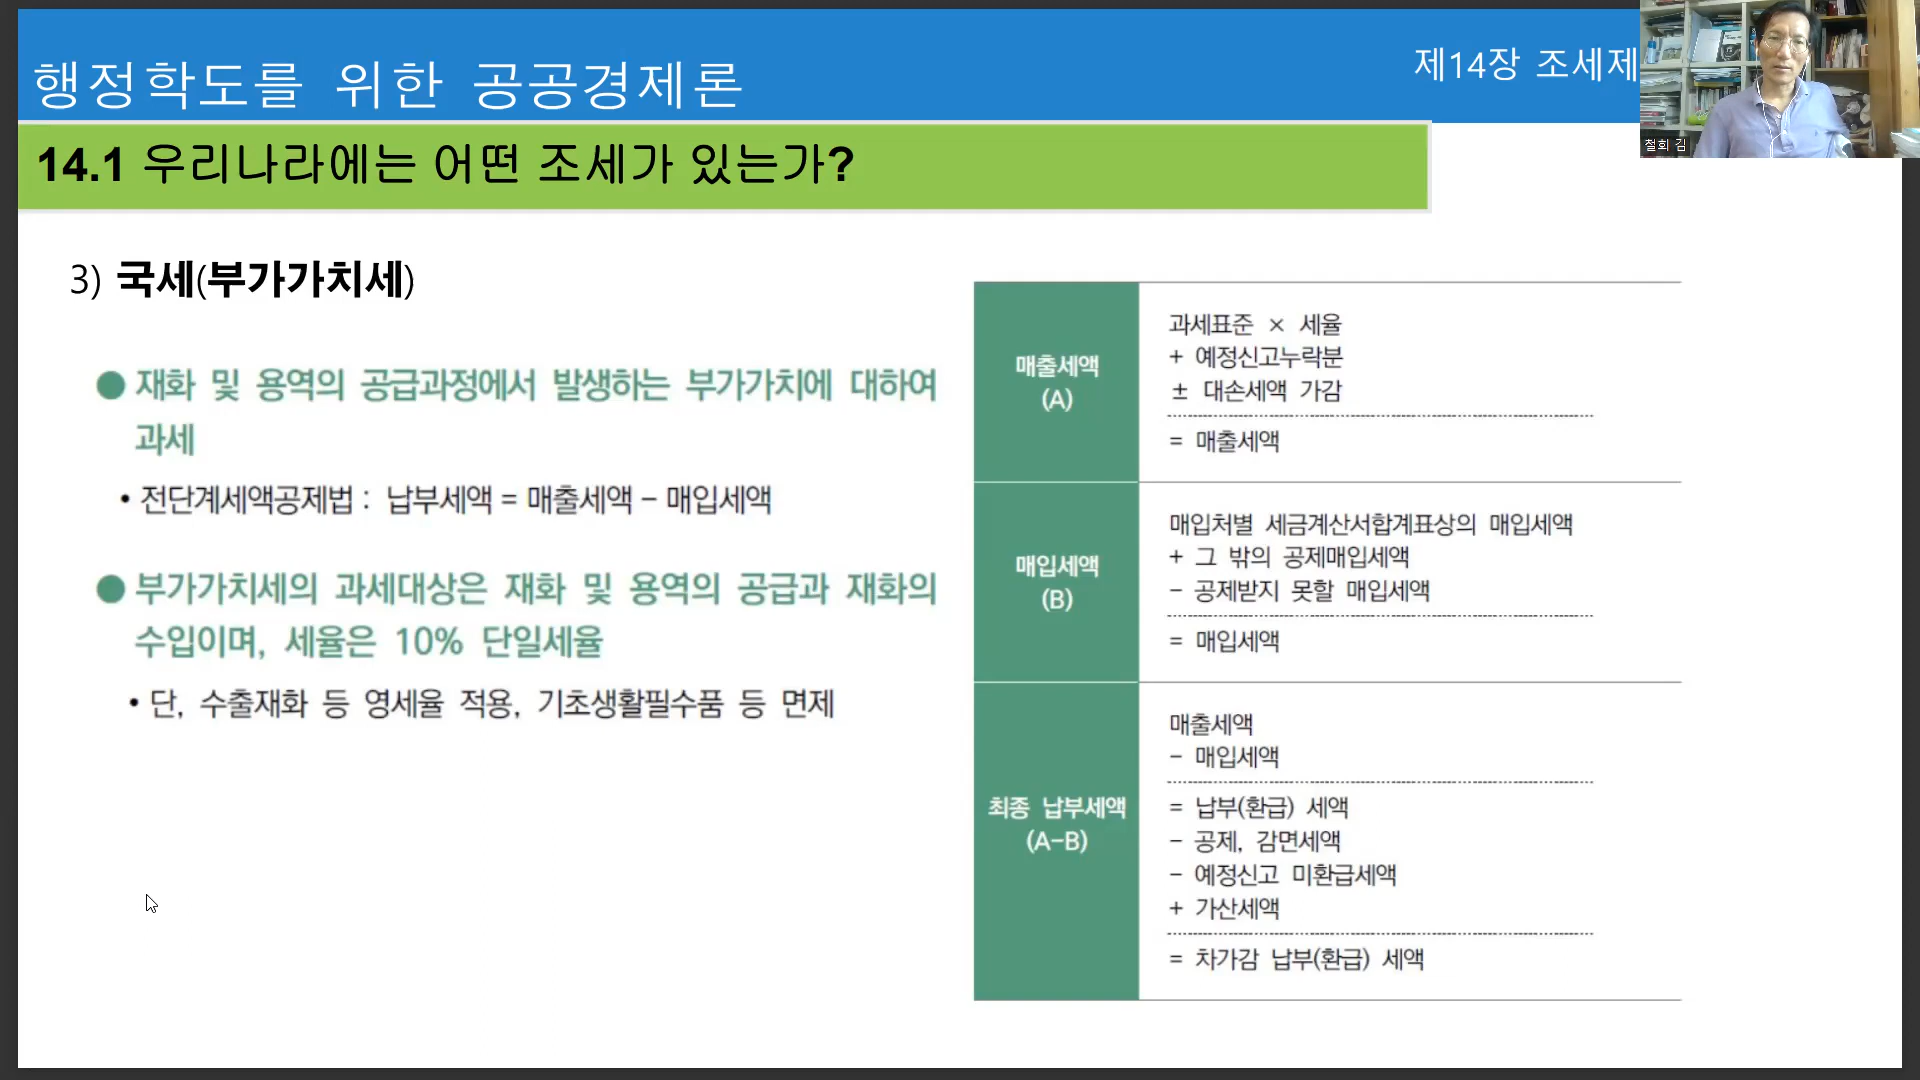 행정학도를 위한 공공경제론
제14장 조세제
철회 김
14.1 우리나라에는 어떤 조세가 있는가?
3) 국세(부가가치세)
● 재화 및 용역의 공급과정에서 발생하는 부가가치에 대하여
과세
• 전단계세액공제법 : 납부세액 = 매출세액 – 매입세액
● 부가가치세의 과세대상은 재화 및 용역의 공급과 재화의
수입이며, 세율은 10% 단일세율
• 단, 수출재화 등 영세율 적용, 기초생활필수품 등 면제
매출세액
(A)
과세표준 × 세율
+ 예정신고누락분
± 대손세액 가감
= 매출세액
매입세액
(B)
매입처별 세금계산서합계표상의 매입세액
+ 그 밖의 공제매입세액
− 공제받지 못할 매입세액
= 매입세액
최종 납부세액
(A−B)
매출세액
− 매입세액
= 납부(환급) 세액
− 공제, 감면세액
− 예정신고 미환급세액
+ 가산세액
= 차가감 납부(환급) 세액